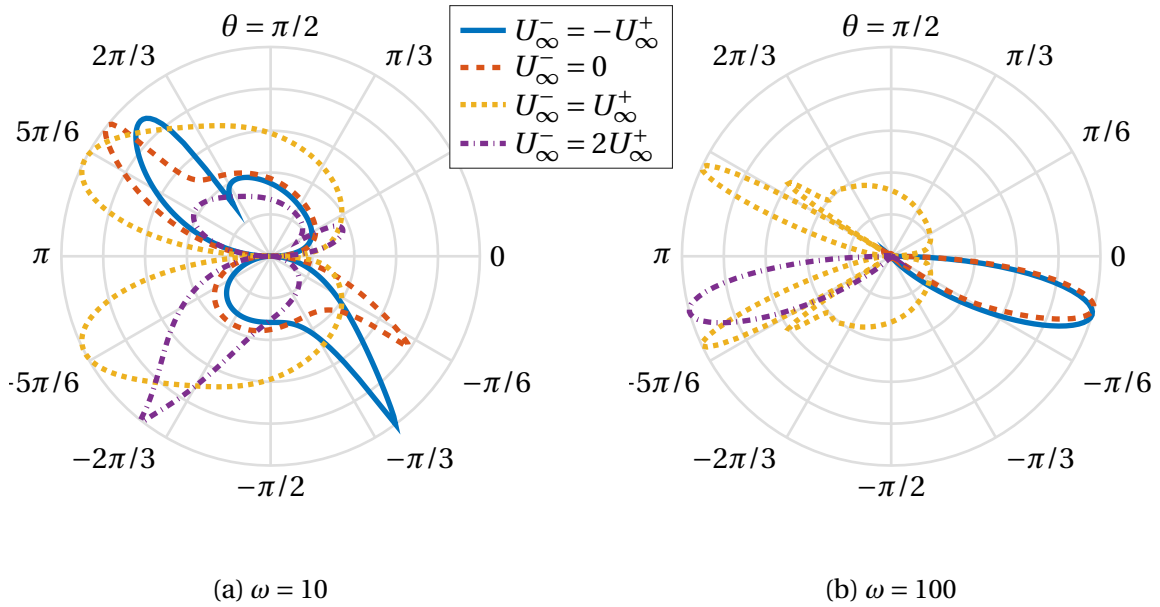 θ = π/2
2π/3
π/3
5π/6
π
0
-5π/6
−π/6
−2π/3
−π/3
−π/2
U∞⁻ = −U∞⁺
U∞⁻ = 0
U∞⁻ = U∞⁺
U∞⁻ = 2U∞⁺
θ = π/2
2π/3
π/3
π/6
π
0
-5π/6
−π/6
−2π/3
−π/3
−π/2
(a) ω = 10
(b) ω = 100